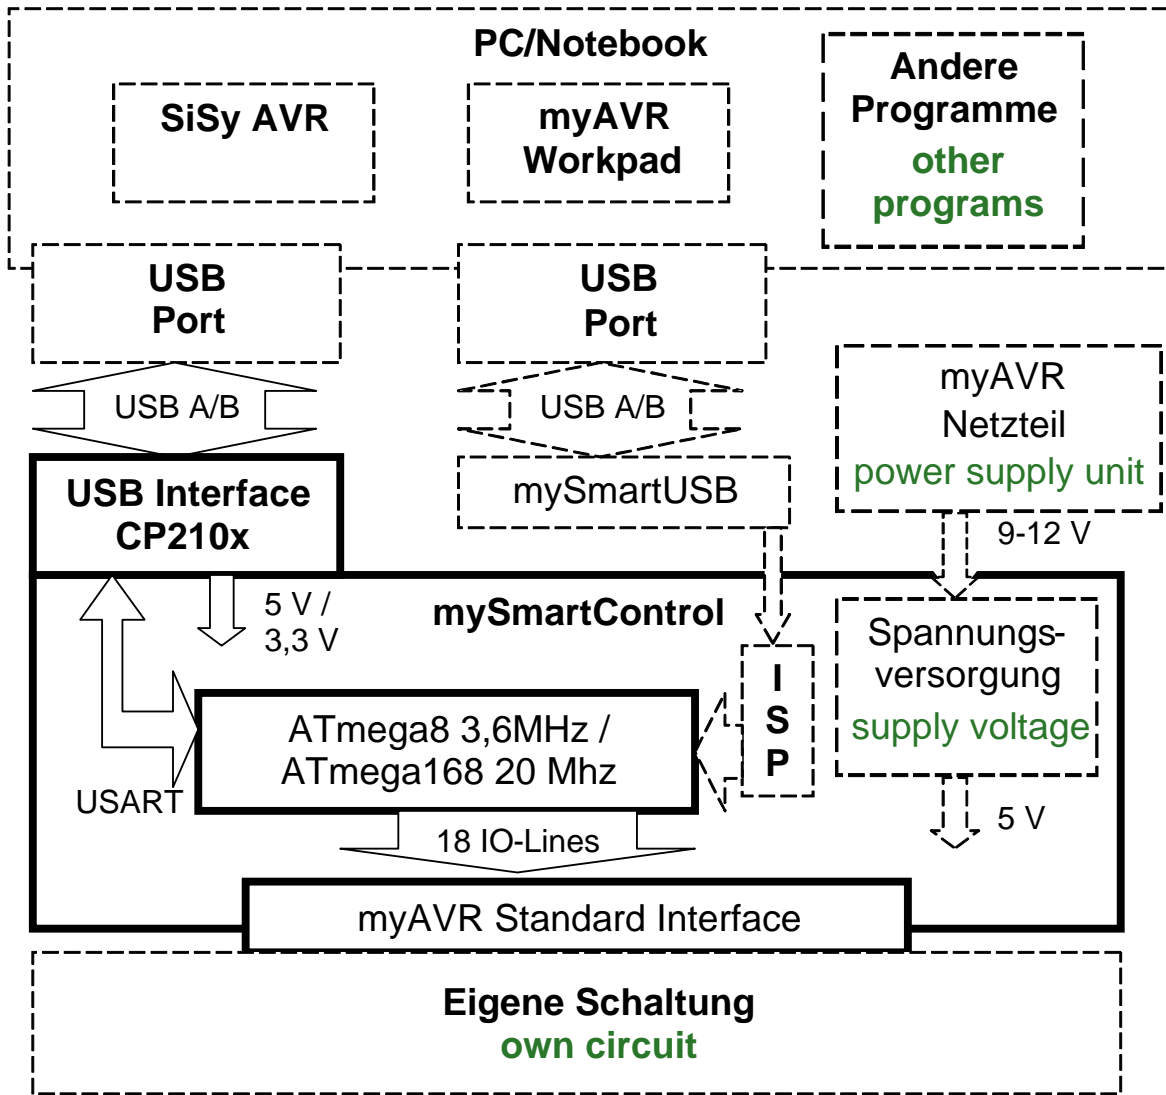 PC/Notebook
SiSy AVR
myAVR
Workpad
Andere
Programme
other
programs
USB
Port
USB
Port
USB A/B
USB A/B
myAVR
Netzteil
power supply unit
USB Interface
CP210x
mySmartUSB
9-12 V
5 V /
3,3 V
mySmartControl
I
S
P
Spannungs-
versorgung
supply voltage
ATmega8 3,6MHz /
ATmega168 20 Mhz
USART
5 V
18 IO-Lines
myAVR Standard Interface
Eigene Schaltung
own circuit